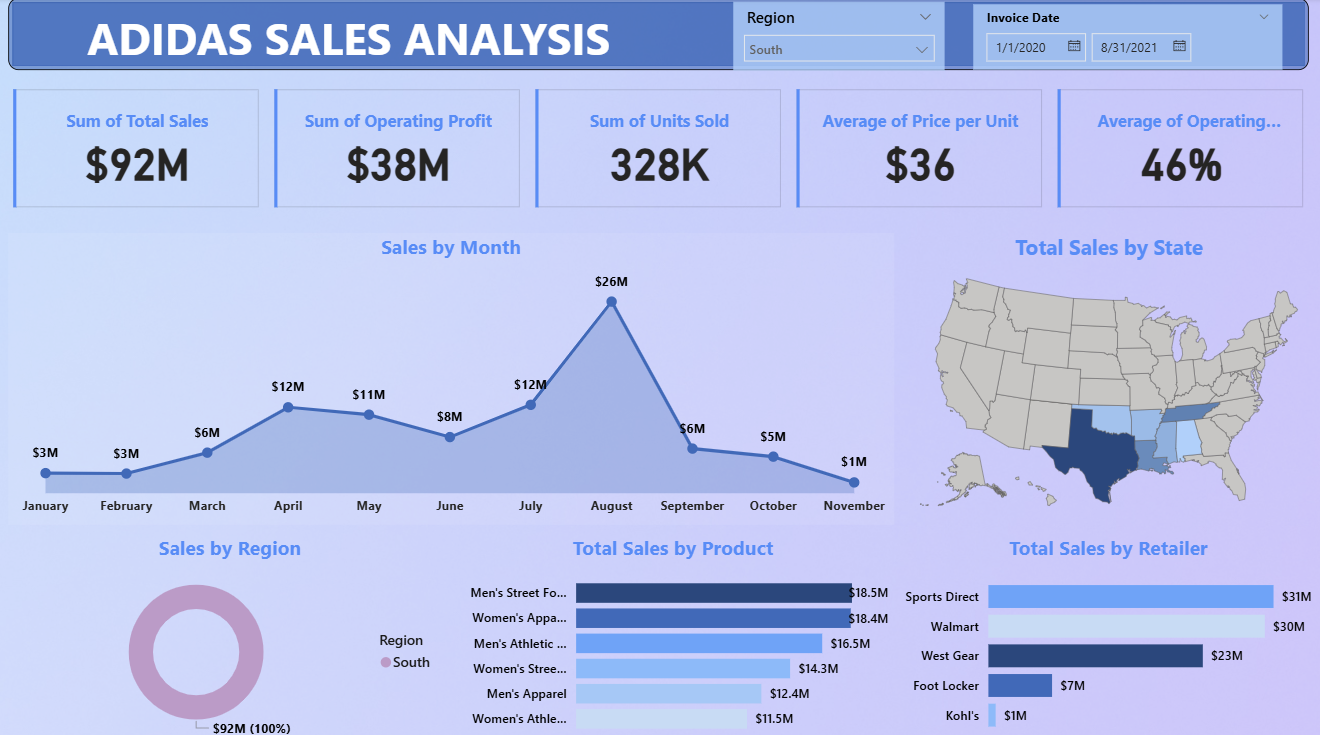 ADIDAS SALES ANALYSIS
Region
South
Invoice Date
1/1/2020
8/31/2021
Sum of Total Sales
$92M
Sum of Operating Profit
$38M
Sum of Units Sold
328K
Average of Price per Unit
$36
Average of Operating...
46%
Sales by Month
$3M
$3M
$6M
$12M
$11M
$8M
$12M
$26M
$6M
$5M
$1M
January
February
March
April
May
June
July
August
September
October
November
Total Sales by State
Sales by Region
$92M (100%)
Region
South
Total Sales by Product
Men's Street Fo... $18.5M
Women's Appa... $18.4M
Men's Athletic ... $16.5M
Women's Stree... $14.3M
Men's Apparel $12.4M
Women's Athle... $11.5M
Total Sales by Retailer
Sports Direct $31M
Walmart $30M
West Gear $23M
Foot Locker $7M
Kohl's $1M